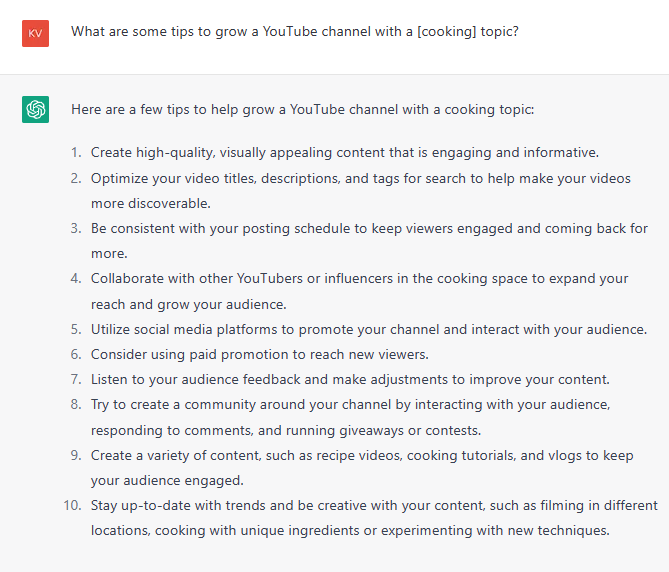 KV
What are some tips to grow a YouTube channel with a [cooking] topic?
Here are a few tips to help grow a YouTube channel with a cooking topic:
1. Create high-quality, visually appealing content that is engaging and informative.
2. Optimize your video titles, descriptions, and tags for search to help make your videos
more discoverable.
3. Be consistent with your posting schedule to keep viewers engaged and coming back for
more.
4. Collaborate with other YouTubers or influencers in the cooking space to expand your
reach and grow your audience.
5. Utilize social media platforms to promote your channel and interact with your audience.
6. Consider using paid promotion to reach new viewers.
7. Listen to your audience feedback and make adjustments to improve your content.
8. Try to create a community around your channel by interacting with your audience,
responding to comments, and running giveaways or contests.
9. Create a variety of content, such as recipe videos, cooking tutorials, and vlogs to keep
your audience engaged.
10. Stay up-to-date with trends and be creative with your content, such as filming in different
locations, cooking with unique ingredients or experimenting with new techniques.